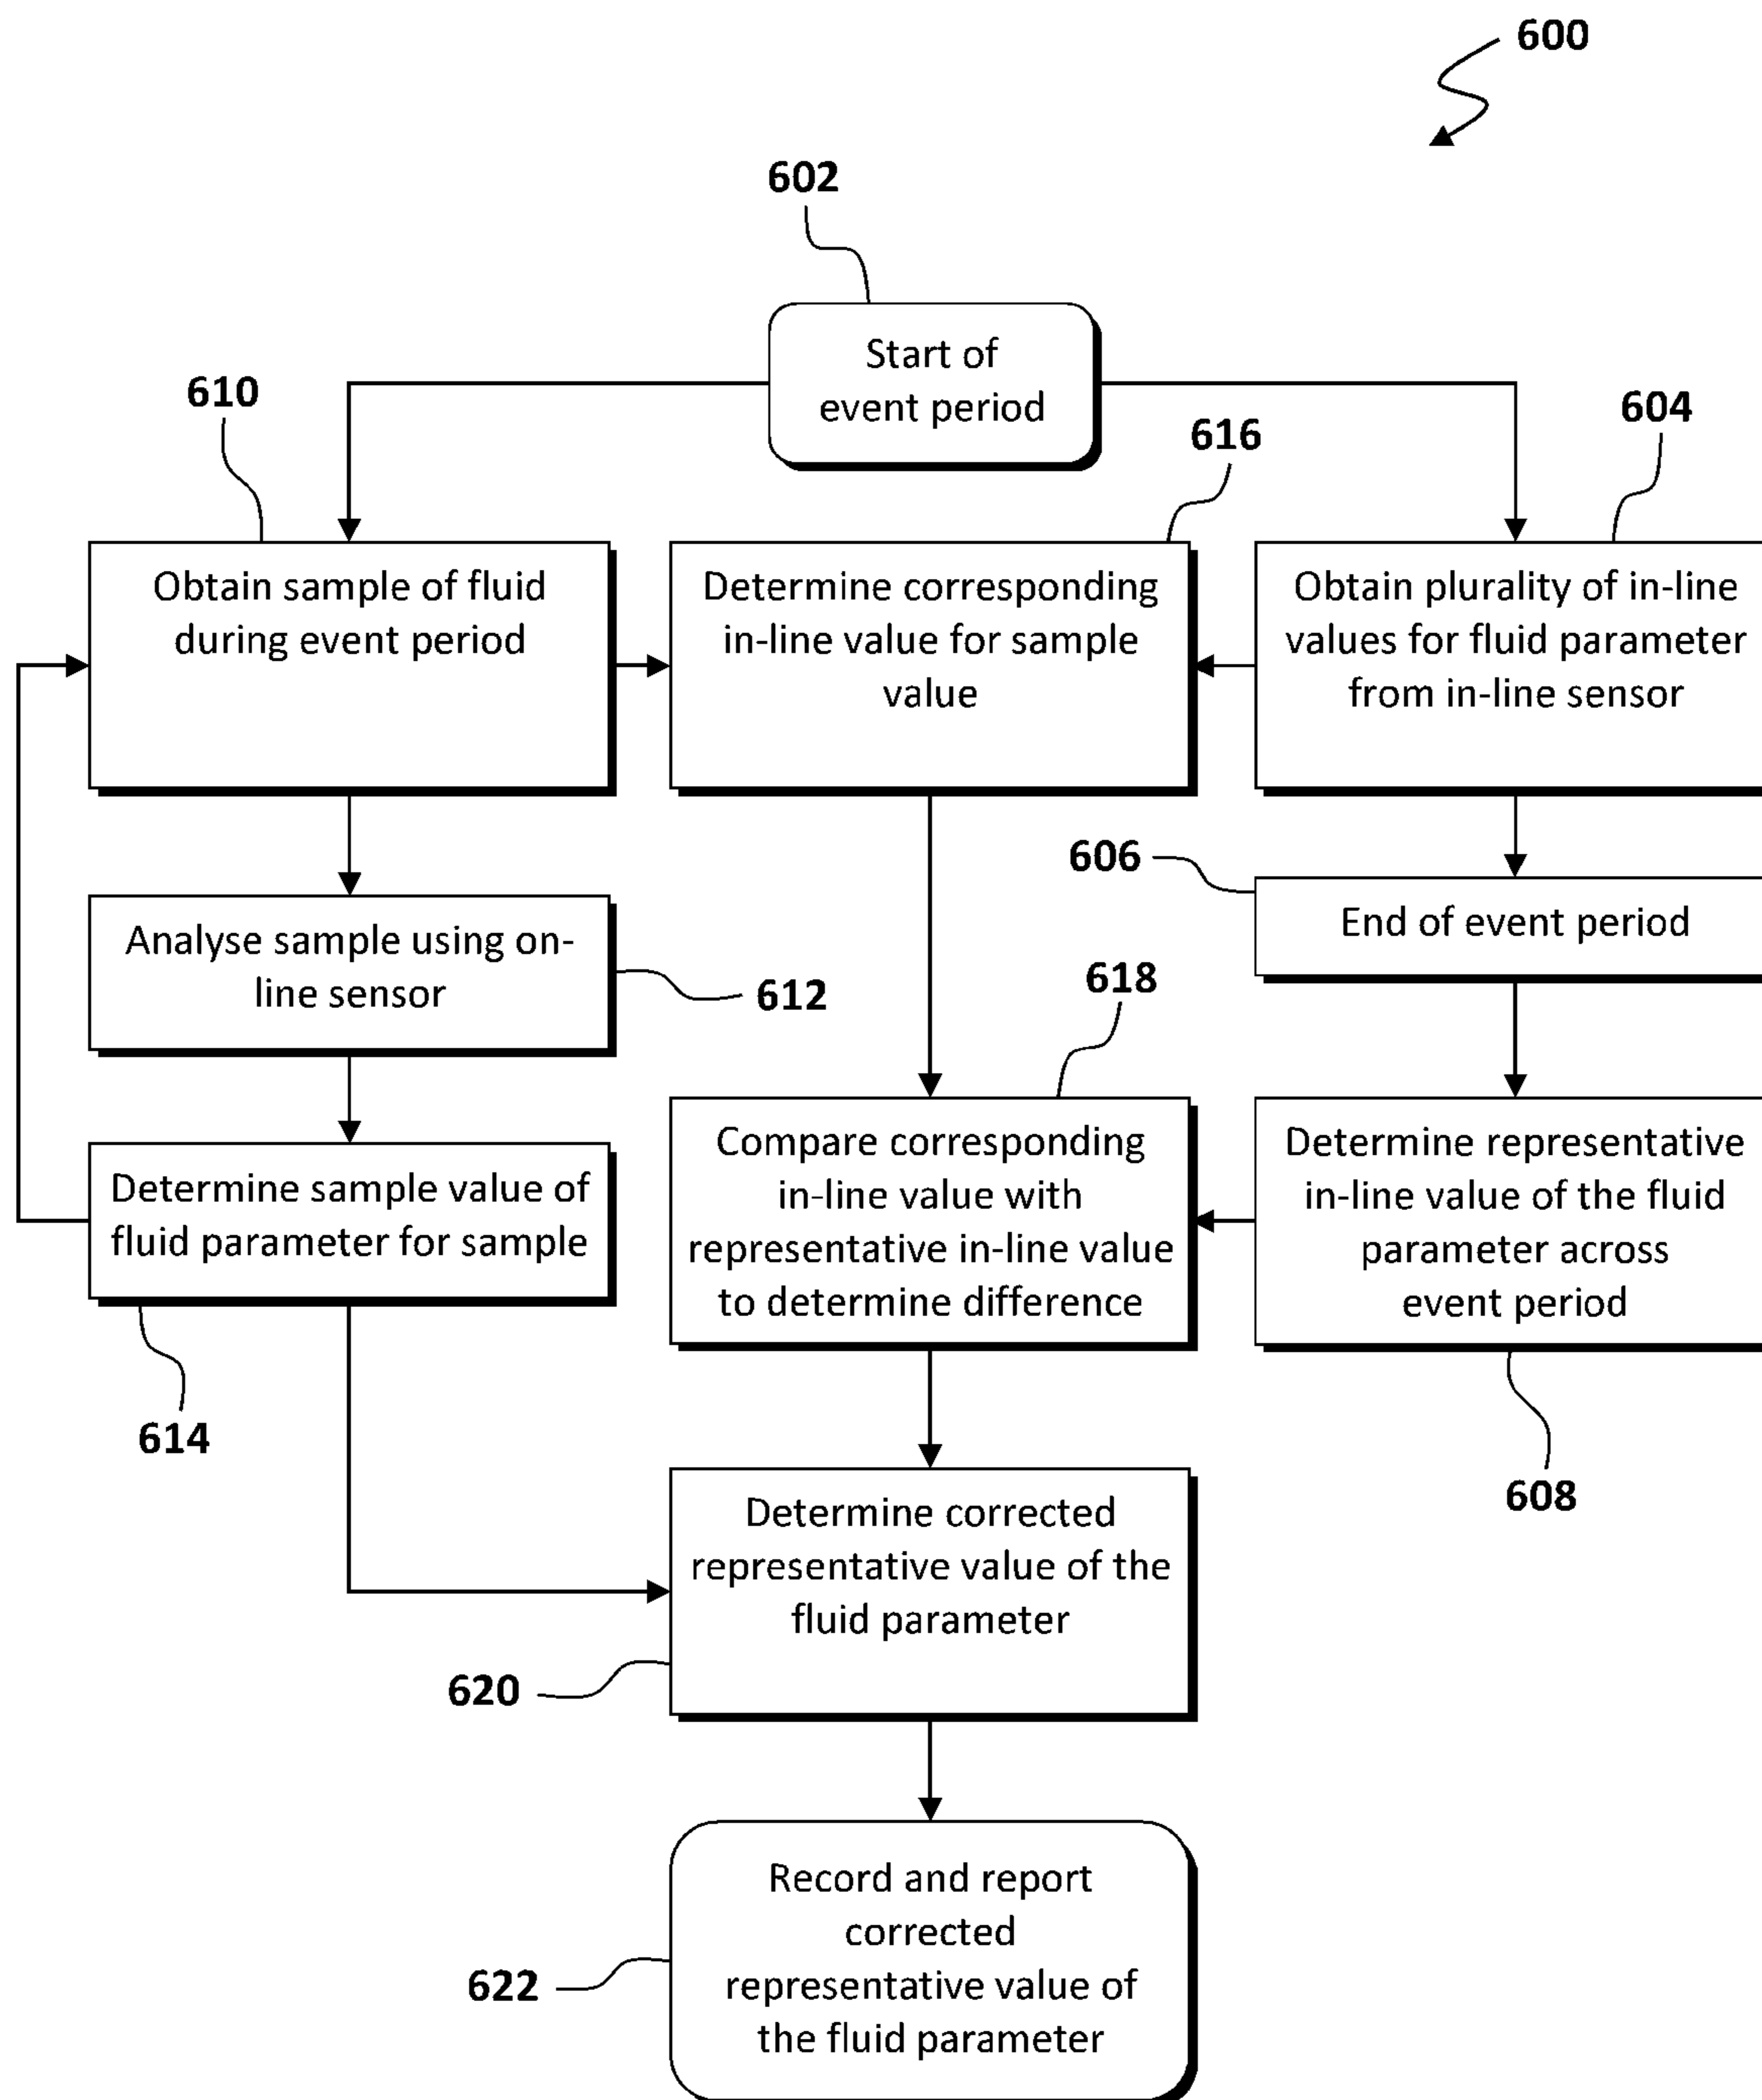 600
602
Start of
event period
610
616
604
Obtain sample of fluid
during event period
Determine corresponding
in-line value for sample
value
Obtain plurality of in-line
values for fluid parameter
from in-line sensor
606
End of event period
Analyse sample using on-
line sensor
612
618
Determine sample value of
fluid parameter for sample
614
Compare corresponding
in-line value with
representative in-line value
to determine difference
Determine representative
in-line value of the fluid
parameter across
event period
608
Determine corrected
representative value of the
fluid parameter
620
Record and report
corrected
representative value of
the fluid parameter
622